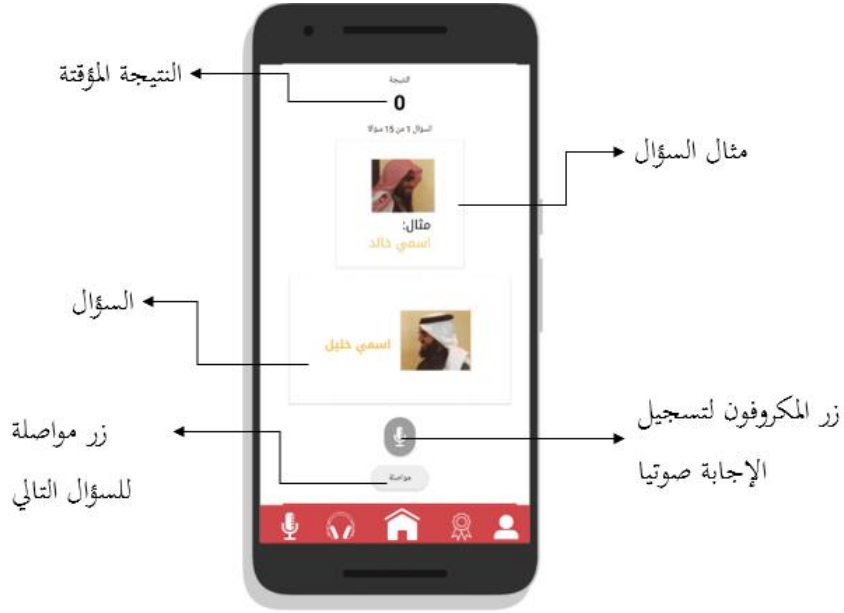 النتيجة
0
السؤال 1 من 15 سؤالا
مثال:
اسمي خالد
اسمي خليل
مواصلة
النتيجة المؤقتة
مثال السؤال
السؤال
زر المكروفون لتسجيل
الإجابة صوتيا
زر مواصلة
للسؤال التالي